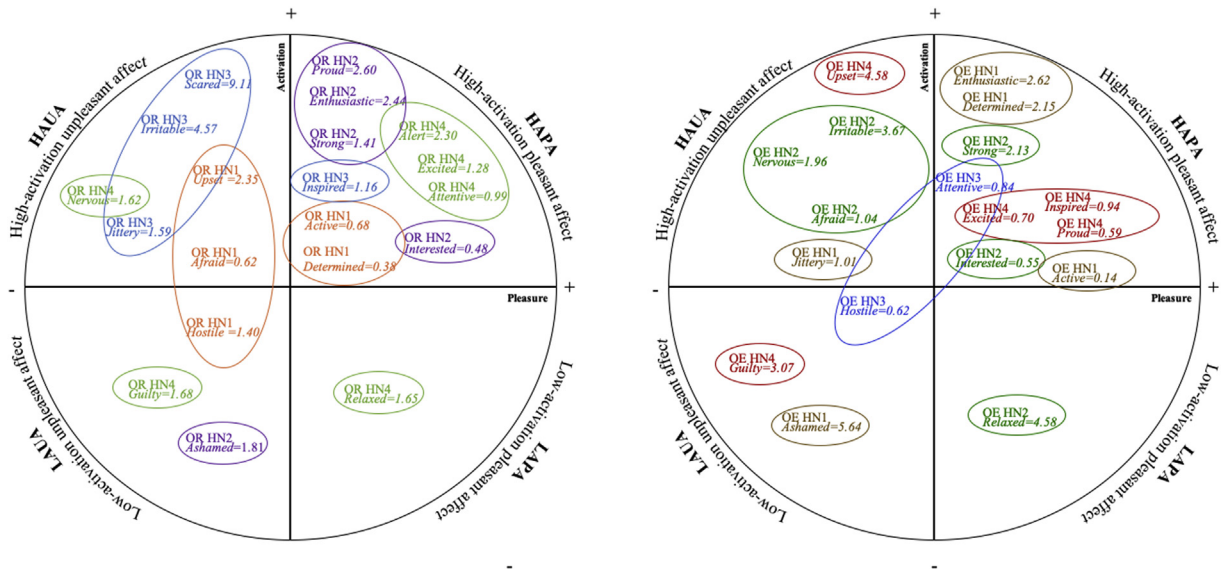 +
Activation
High-activation unpleasant affect
HAUA
High-activation pleasant affect
HAPA
OR HN3
Scared=9.11
OR HN3
Irritable=4.57
OR HN1
Upset =2.35
OR HN4
Nervous=1.62
OR HN3
Jittery=1.59
OR HN1
Afraid=0.62
OR HN1
Hostile =1.40
OR HN2
Proud=2.60
OR HN2
Enthusiastic=2.44
OR HN2
Strong=1.41
OR HN4
Alert=2.30
OR HN4
Excited=1.28
OR HN4
Attentive=0.99
OR HN3
Inspired=1.16
OR HN1
Active=0.68
OR HN1
Determined=0.38
OR HN2
Interested=0.48
-
Pleasure
+
OR HN4
Guilty=1.68
OR HN2
Ashamed=1.81
OR HN4
Relaxed=1.65
LAUA
Low-activation unpleasant affect
LAPA
Low-activation pleasant affect
-
+
Activation
High-activation unpleasant affect
HAUA
High-activation pleasant affect
HAPA
OE HN4
Upset=4.58
OE HN2
Irritable=3.67
OE HN2
Nervous=1.96
OE HN2
Afraid=1.04
OE HN1
Jittery=1.01
OE HN1
Enthusiastic=2.62
OE HN1
Determined=2.15
OE HN2
Strong=2.13
OE HN3
Attentive=0.84
OE HN4
Inspired=0.94
OE HN4
Excited=0.70
OE HN4
Proud=0.59
OE HN2
Interested=0.55
OE HN1
Active=0.14
-
Pleasure
+
OE HN3
Hostile=0.62
OE HN4
Guilty=3.07
OE HN1
Ashamed=5.64
OE HN2
Relaxed=4.58
LAUA
Low-activation unpleasant affect
LAPA
Low-activation pleasant affect
-